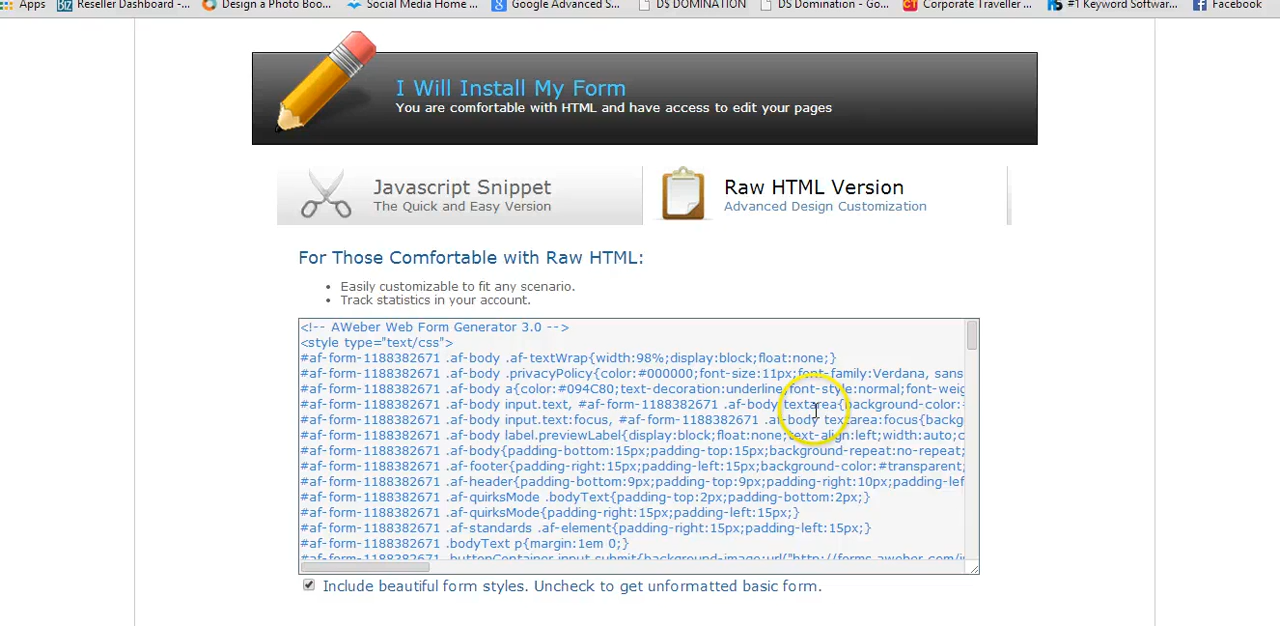 Apps Reseller Dashboard -... Design a Photo Boo... Social Media Home ... Google Advanced S... DS DOMINATION DS Domination - Go... Corporate Traveller ... #1 Keyword Softwar... Facebook
I Will Install My Form
You are comfortable with HTML and have access to edit your pages
Javascript Snippet
The Quick and Easy Version
Raw HTML Version
Advanced Design Customization
For Those Comfortable with Raw HTML:
Easily customizable to fit any scenario.
Track statistics in your account.
<!-- AWeber Web Form Generator 3.0 -->
<style type="text/css">
#af-form-1188382671 .af-body .af-textWrap{width:98%;display:block;float:none;}
#af-form-1188382671 .af-body .privacyPolicy{color:#000000;font-size:11px;font-family:Verdana, sans
#af-form-1188382671 .af-body a{color:#094C80;text-decoration:underline;font-style:normal;font-weig
#af-form-1188382671 .af-body input.text, #af-form-1188382671 .af-body textarea{background-color:
#af-form-1188382671 .af-body input.text:focus, #af-form-1188382671 .af-body textarea:focus{backg
#af-form-1188382671 .af-body label.previewLabel{display:block;float:none;text-align:left;width:auto;c
#af-form-1188382671 .af-body{padding-bottom:15px;padding-top:15px;background-repeat:no-repeat;
#af-form-1188382671 .af-footer{padding-right:15px;padding-left:15px;background-color:#transparent;
#af-form-1188382671 .af-header{padding-bottom:9px;padding-top:9px;padding-right:10px;padding-lef
#af-form-1188382671 .af-quirksMode .bodyText{padding-top:2px;padding-bottom:2px;}
#af-form-1188382671 .af-quirksMode{padding-right:15px;padding-left:15px;}
#af-form-1188382671 .af-standards .af-element{padding-right:15px;padding-left:15px;}
#af-form-1188382671 .bodyText p{margin:1em 0;}
#af-form-1188382671 .buttonContainer input.submit{background-image:url("http://forms.aweber.com/i
Include beautiful form styles. Uncheck to get unformatted basic form.